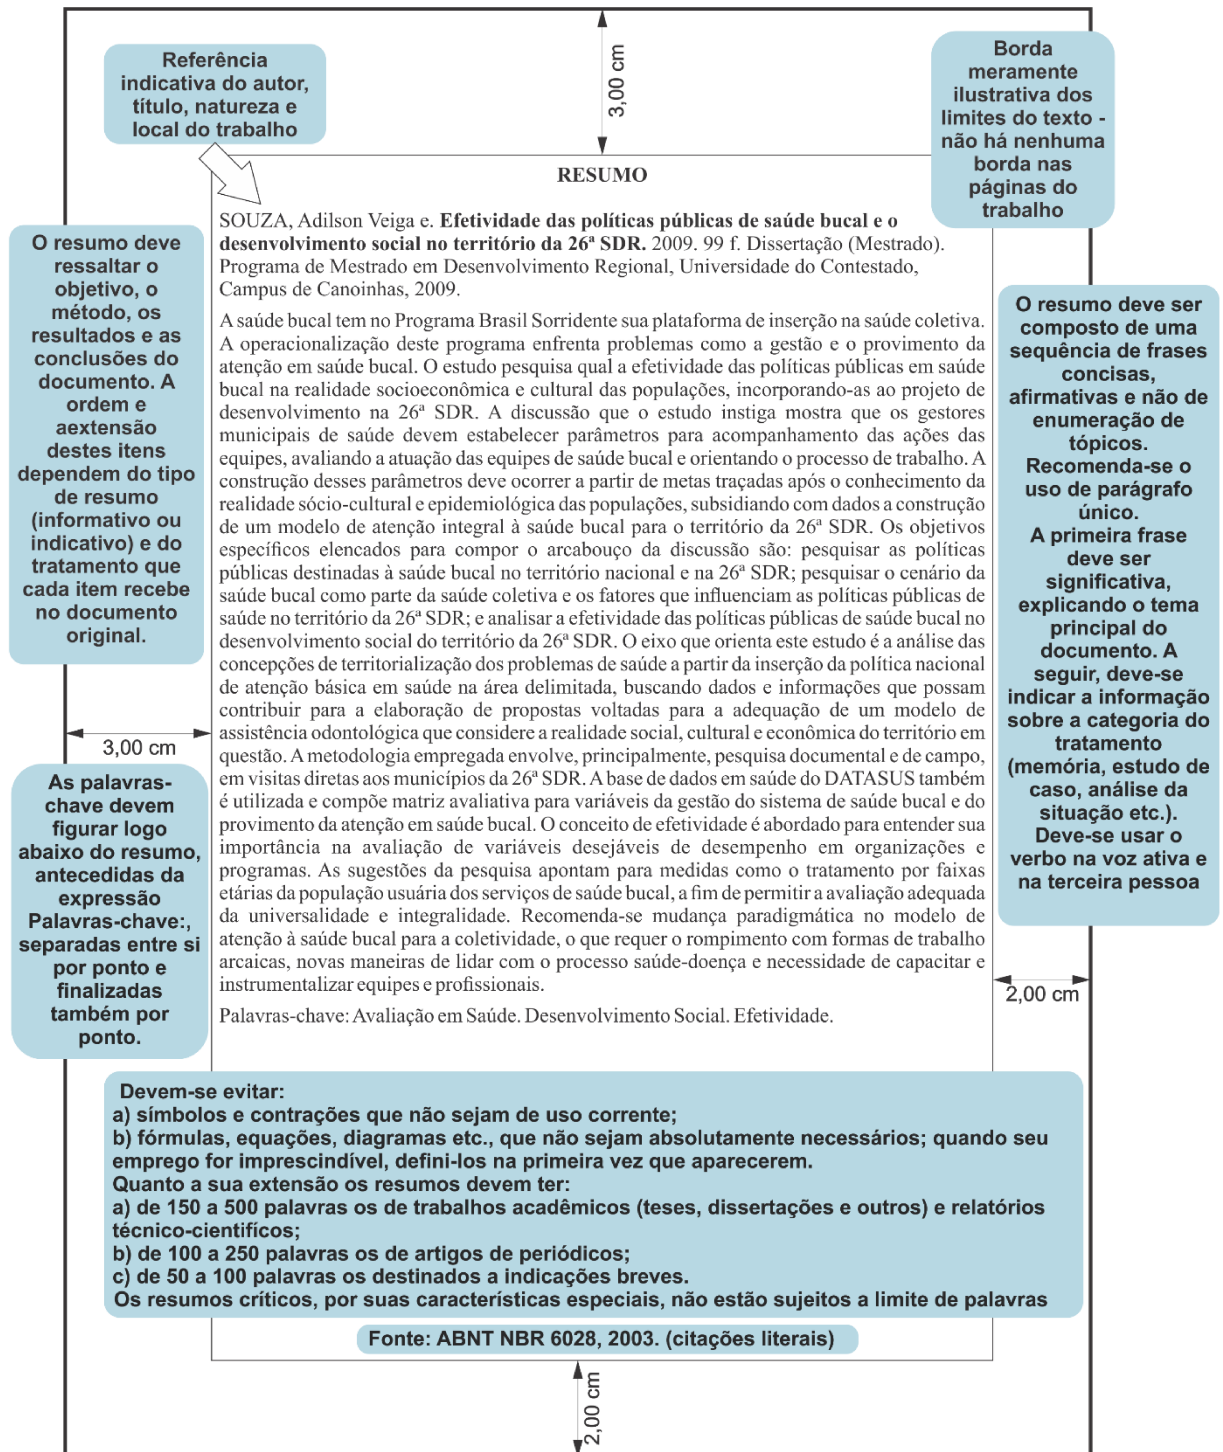 3,00 cm
Referência
indicativa do autor,
título, natureza e
local do trabalho
Borda
meramente
ilustrativa dos
limites do texto -
não há nenhuma
borda nas
páginas do
trabalho
RESUMO
SOUZA, Adilson Veiga e. Efetividade das políticas públicas de saúde bucal e o
desenvolvimento social no território da 26ª SDR. 2009. 99 f. Dissertação (Mestrado).
Programa de Mestrado em Desenvolvimento Regional, Universidade do Contestado,
Campus de Canoinhas, 2009.
O resumo deve
ressaltar o
objetivo, o
método, os
resultados e as
conclusões do
documento. A
ordem e
aextensão
destes itens
dependem do tipo
de resumo
(informativo ou
indicativo) e do
tratamento que
cada item recebe
no documento
original.
A saúde bucal tem no Programa Brasil Sorridente sua plataforma de inserção na saúde coletiva.
A operacionalização deste programa enfrenta problemas como a gestão e o provimento da
atenção em saúde bucal. O estudo pesquisa qual a efetividade das políticas públicas em saúde
bucal na realidade socioeconômica e cultural das populações, incorporando-as ao projeto de
desenvolvimento na 26ª SDR. A discussão que o estudo instiga mostra que os gestores
municipais de saúde devem estabelecer parâmetros para acompanhamento das ações das
equipes, avaliando a atuação das equipes de saúde bucal e orientando o processo de trabalho. A
construção desses parâmetros deve ocorrer a partir de metas traçadas após o conhecimento da
realidade sócio-cultural e epidemiológica das populações, subsidiando com dados a construção
de um modelo de atenção integral à saúde bucal para o território da 26ª SDR. Os objetivos
específicos elencados para compor o arcabouço da discussão são: pesquisar as políticas
públicas destinadas à saúde bucal no território nacional e na 26ª SDR; pesquisar o cenário da
saúde bucal como parte da saúde coletiva e os fatores que influenciam as políticas públicas de
saúde no território da 26ª SDR; e analisar a efetividade das políticas públicas de saúde bucal no
desenvolvimento social do território da 26ª SDR. O eixo que orienta este estudo é a análise das
concepções de territorialização dos problemas de saúde a partir da inserção da política nacional
de atenção básica em saúde na área delimitada, buscando dados e informações que possam
contribuir para a elaboração de propostas voltadas para a adequação de um modelo de
assistência odontológica que considere a realidade social, cultural e econômica do território em
questão. A metodologia empregada envolve, principalmente, pesquisa documental e de campo,
em visitas diretas aos municípios da 26ª SDR. A base de dados em saúde do DATASUS também
é utilizada e compõe matriz avaliativa para variáveis da gestão do sistema de saúde bucal e do
provimento da atenção em saúde bucal. O conceito de efetividade é abordado para entender sua
importância na avaliação de variáveis desejáveis de desempenho em organizações e
programas. As sugestões da pesquisa apontam para medidas como o tratamento por faixas
etárias da população usuária dos serviços de saúde bucal, a fim de permitir a avaliação adequada
da universalidade e integralidade. Recomenda-se mudança paradigmática no modelo de
atenção à saúde bucal para a coletividade, o que requer o rompimento com formas de trabalho
arcaicas, novas maneiras de lidar com o processo saúde-doença e necessidade de capacitar e
instrumentalizar equipes e profissionais.
Palavras-chave: Avaliação em Saúde. Desenvolvimento Social. Efetividade.
O resumo deve ser
composto de uma
sequência de frases
concisas,
afirmativas e não de
enumeração de
tópicos.
Recomenda-se o
uso de parágrafo
único.
A primeira frase
deve ser
significativa,
explicando o tema
principal do
documento. A
seguir, deve-se
indicar a informação
sobre a categoria do
tratamento
(memória, estudo de
caso, análise da
situação etc.).
Deve-se usar o
verbo na voz ativa e
na terceira pessoa
3,00 cm
As palavras-
chave devem
figurar logo
abaixo do resumo,
antecedidas da
expressão
Palavras-chave:,
separadas entre si
por ponto e
finalizadas
também por
ponto.
2,00 cm
Devem-se evitar:
a) símbolos e contrações que não sejam de uso corrente;
b) fórmulas, equações, diagramas etc., que não sejam absolutamente necessários; quando seu
emprego for imprescindível, defini-los na primeira vez que aparecerem.
Quanto a sua extensão os resumos devem ter:
a) de 150 a 500 palavras os de trabalhos acadêmicos (teses, dissertações e outros) e relatórios
técnico-cientifícos;
b) de 100 a 250 palavras os de artigos de periódicos;
c) de 50 a 100 palavras os destinados a indicações breves.
Os resumos críticos, por suas características especiais, não estão sujeitos a limite de palavras
Fonte: ABNT NBR 6028, 2003. (citações literais)
2,00 cm